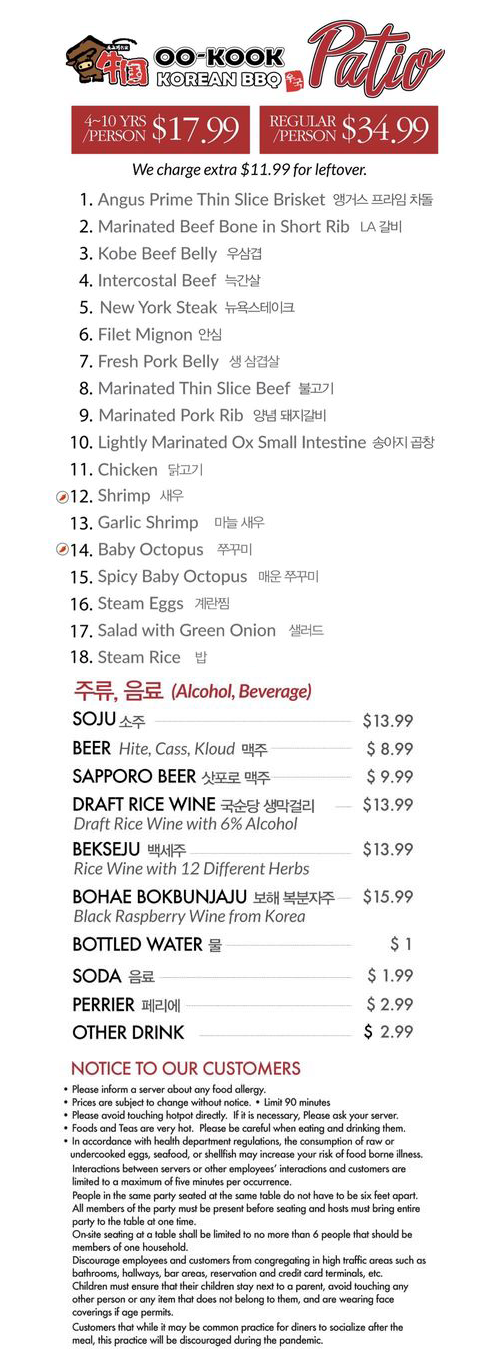 우마이 牛国
OO-KOOK
KOREAN BBQ 우국
Patio
4~10 YRS
/PERSON $17.99
REGULAR
/PERSON $34.99
We charge extra $11.99 for leftover.
1. Angus Prime Thin Slice Brisket 앵거스 프라임 차돌
2. Marinated Beef Bone in Short Rib LA 갈비
3. Kobe Beef Belly 우삼겹
4. Intercostal Beef 늑간살
5. New York Steak 뉴욕스테이크
6. Filet Mignon 안심
7. Fresh Pork Belly 생 삼겹살
8. Marinated Thin Slice Beef 불고기
9. Marinated Pork Rib 양념 돼지갈비
10. Lightly Marinated Ox Small Intestine 송아지 곱창
11. Chicken 닭고기
12. Shrimp 새우
13. Garlic Shrimp 마늘 새우
14. Baby Octopus 쭈꾸미
15. Spicy Baby Octopus 매운 쭈꾸미
16. Steam Eggs 계란찜
17. Salad with Green Onion 샐러드
18. Steam Rice 밥
주류, 음료 (Alcohol, Beverage)
SOJU 소주 $13.99
BEER Hite, Cass, Kloud 맥주 $ 8.99
SAPPORO BEER 삿포로 맥주 $ 9.99
DRAFT RICE WINE 국순당 생막걸리 $13.99
Draft Rice Wine with 6% Alcohol
BEKSEJU 백세주 $13.99
Rice Wine with 12 Different Herbs
BOHAE BOKBUNJAJU 보해 복분자주 $15.99
Black Raspberry Wine from Korea
BOTTLED WATER 물 $ 1
SODA 음료 $ 1.99
PERRIER 페리에 $ 2.99
OTHER DRINK $ 2.99
NOTICE TO OUR CUSTOMERS
• Please inform a server about any food allergy.
• Prices are subject to change without notice. • Limit 90 minutes
• Please avoid touching hotpot directly. If it is necessary, Please ask your server.
• Foods and Teas are very hot. Please be careful when eating and drinking them.
• In accordance with health department regulations, the consumption of raw or
undercooked eggs, seafood, or shellfish may increase your risk of food borne illness.
Interactions between servers or other employees' interactions and customers are
limited to a maximum of five minutes per occurrence.
People in the same party seated at the same table do not have to be six feet apart.
All members of the party must be present before seating and hosts must bring entire
party to the table at one time.
On-site seating at a table shall be limited to no more than 6 people that should be
members of one household.
Discourage employees and customers from congregating in high traffic areas such as
bathrooms, hallways, bar areas, reservation and credit card terminals, etc.
Children must ensure that their children stay next to a parent, avoid touching any
other person or any item that does not belong to them, and are wearing face
coverings if age permits.
Customers that while it may be common practice for diners to socialize after the
meal, this practice will be discouraged during the pandemic.